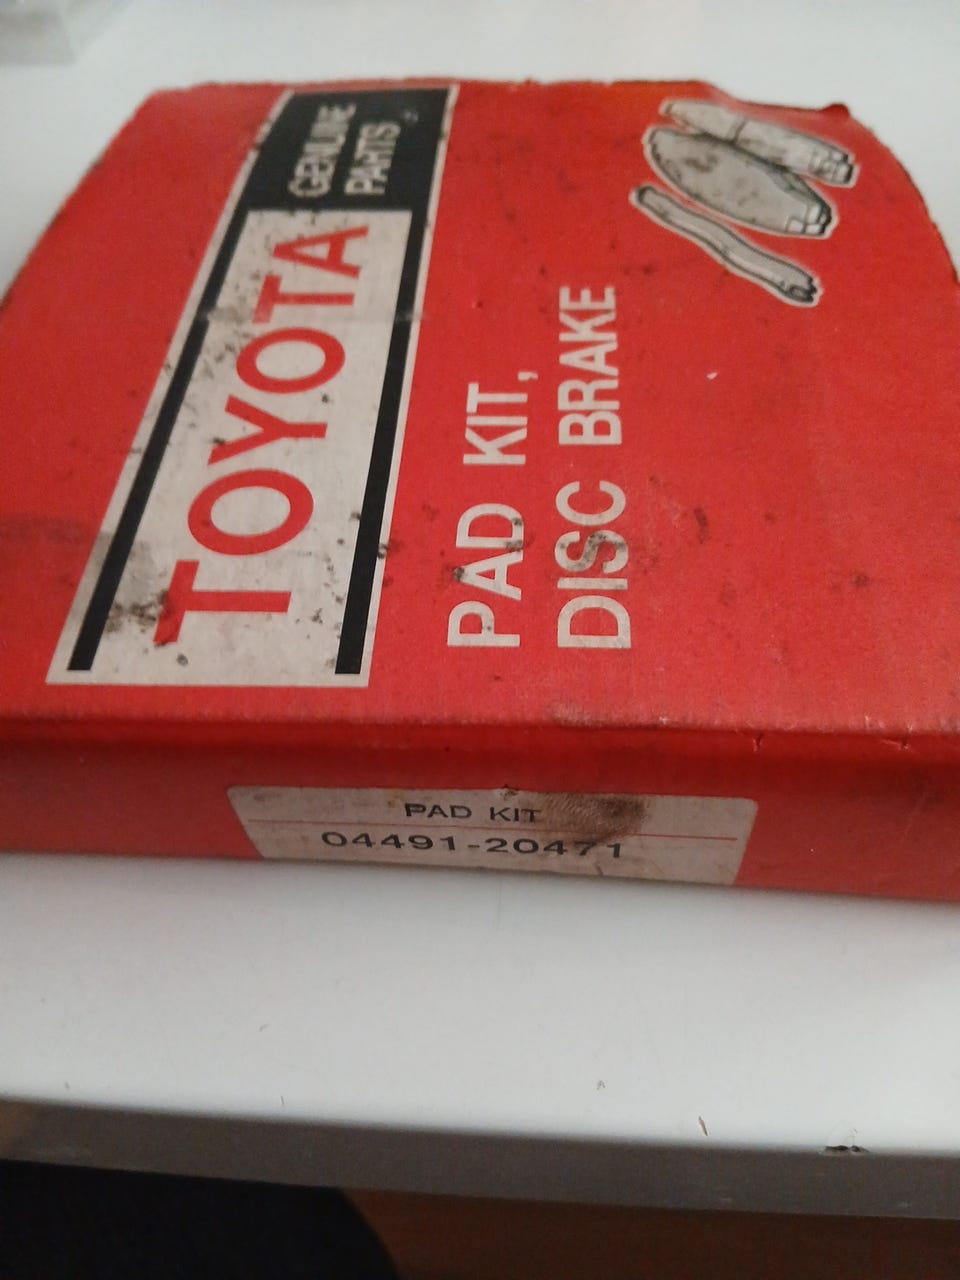 TOYOTA
GENUINE
PARTS
PAD KIT,
DISC BRAKE
PAD KIT
04491-20471